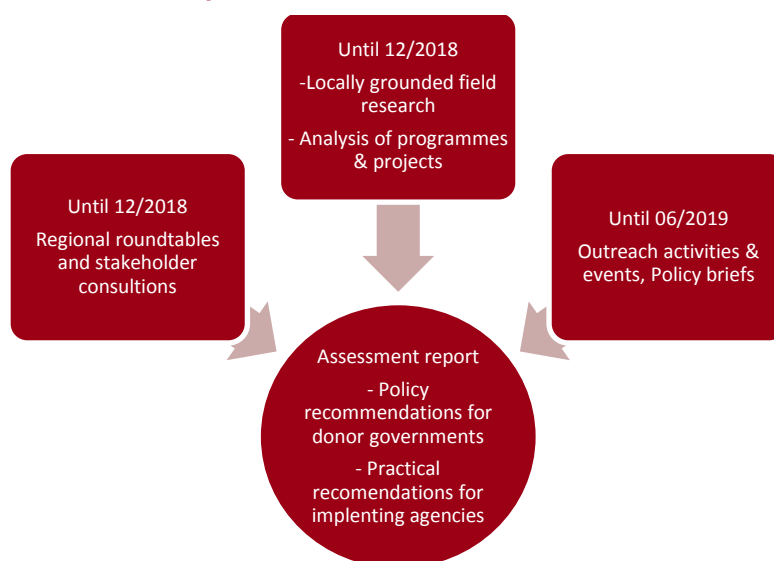 Until 12/2018
-Locally grounded field
research
- Analysis of programmes
& projects
Until 12/2018
Regional roundtables
and stakeholder
consultions
Until 06/2019
Outreach activities &
events, Policy briefs
Assessment report
- Policy
recommendations for
donor governments
- Practical
recomendations for
implenting agencies